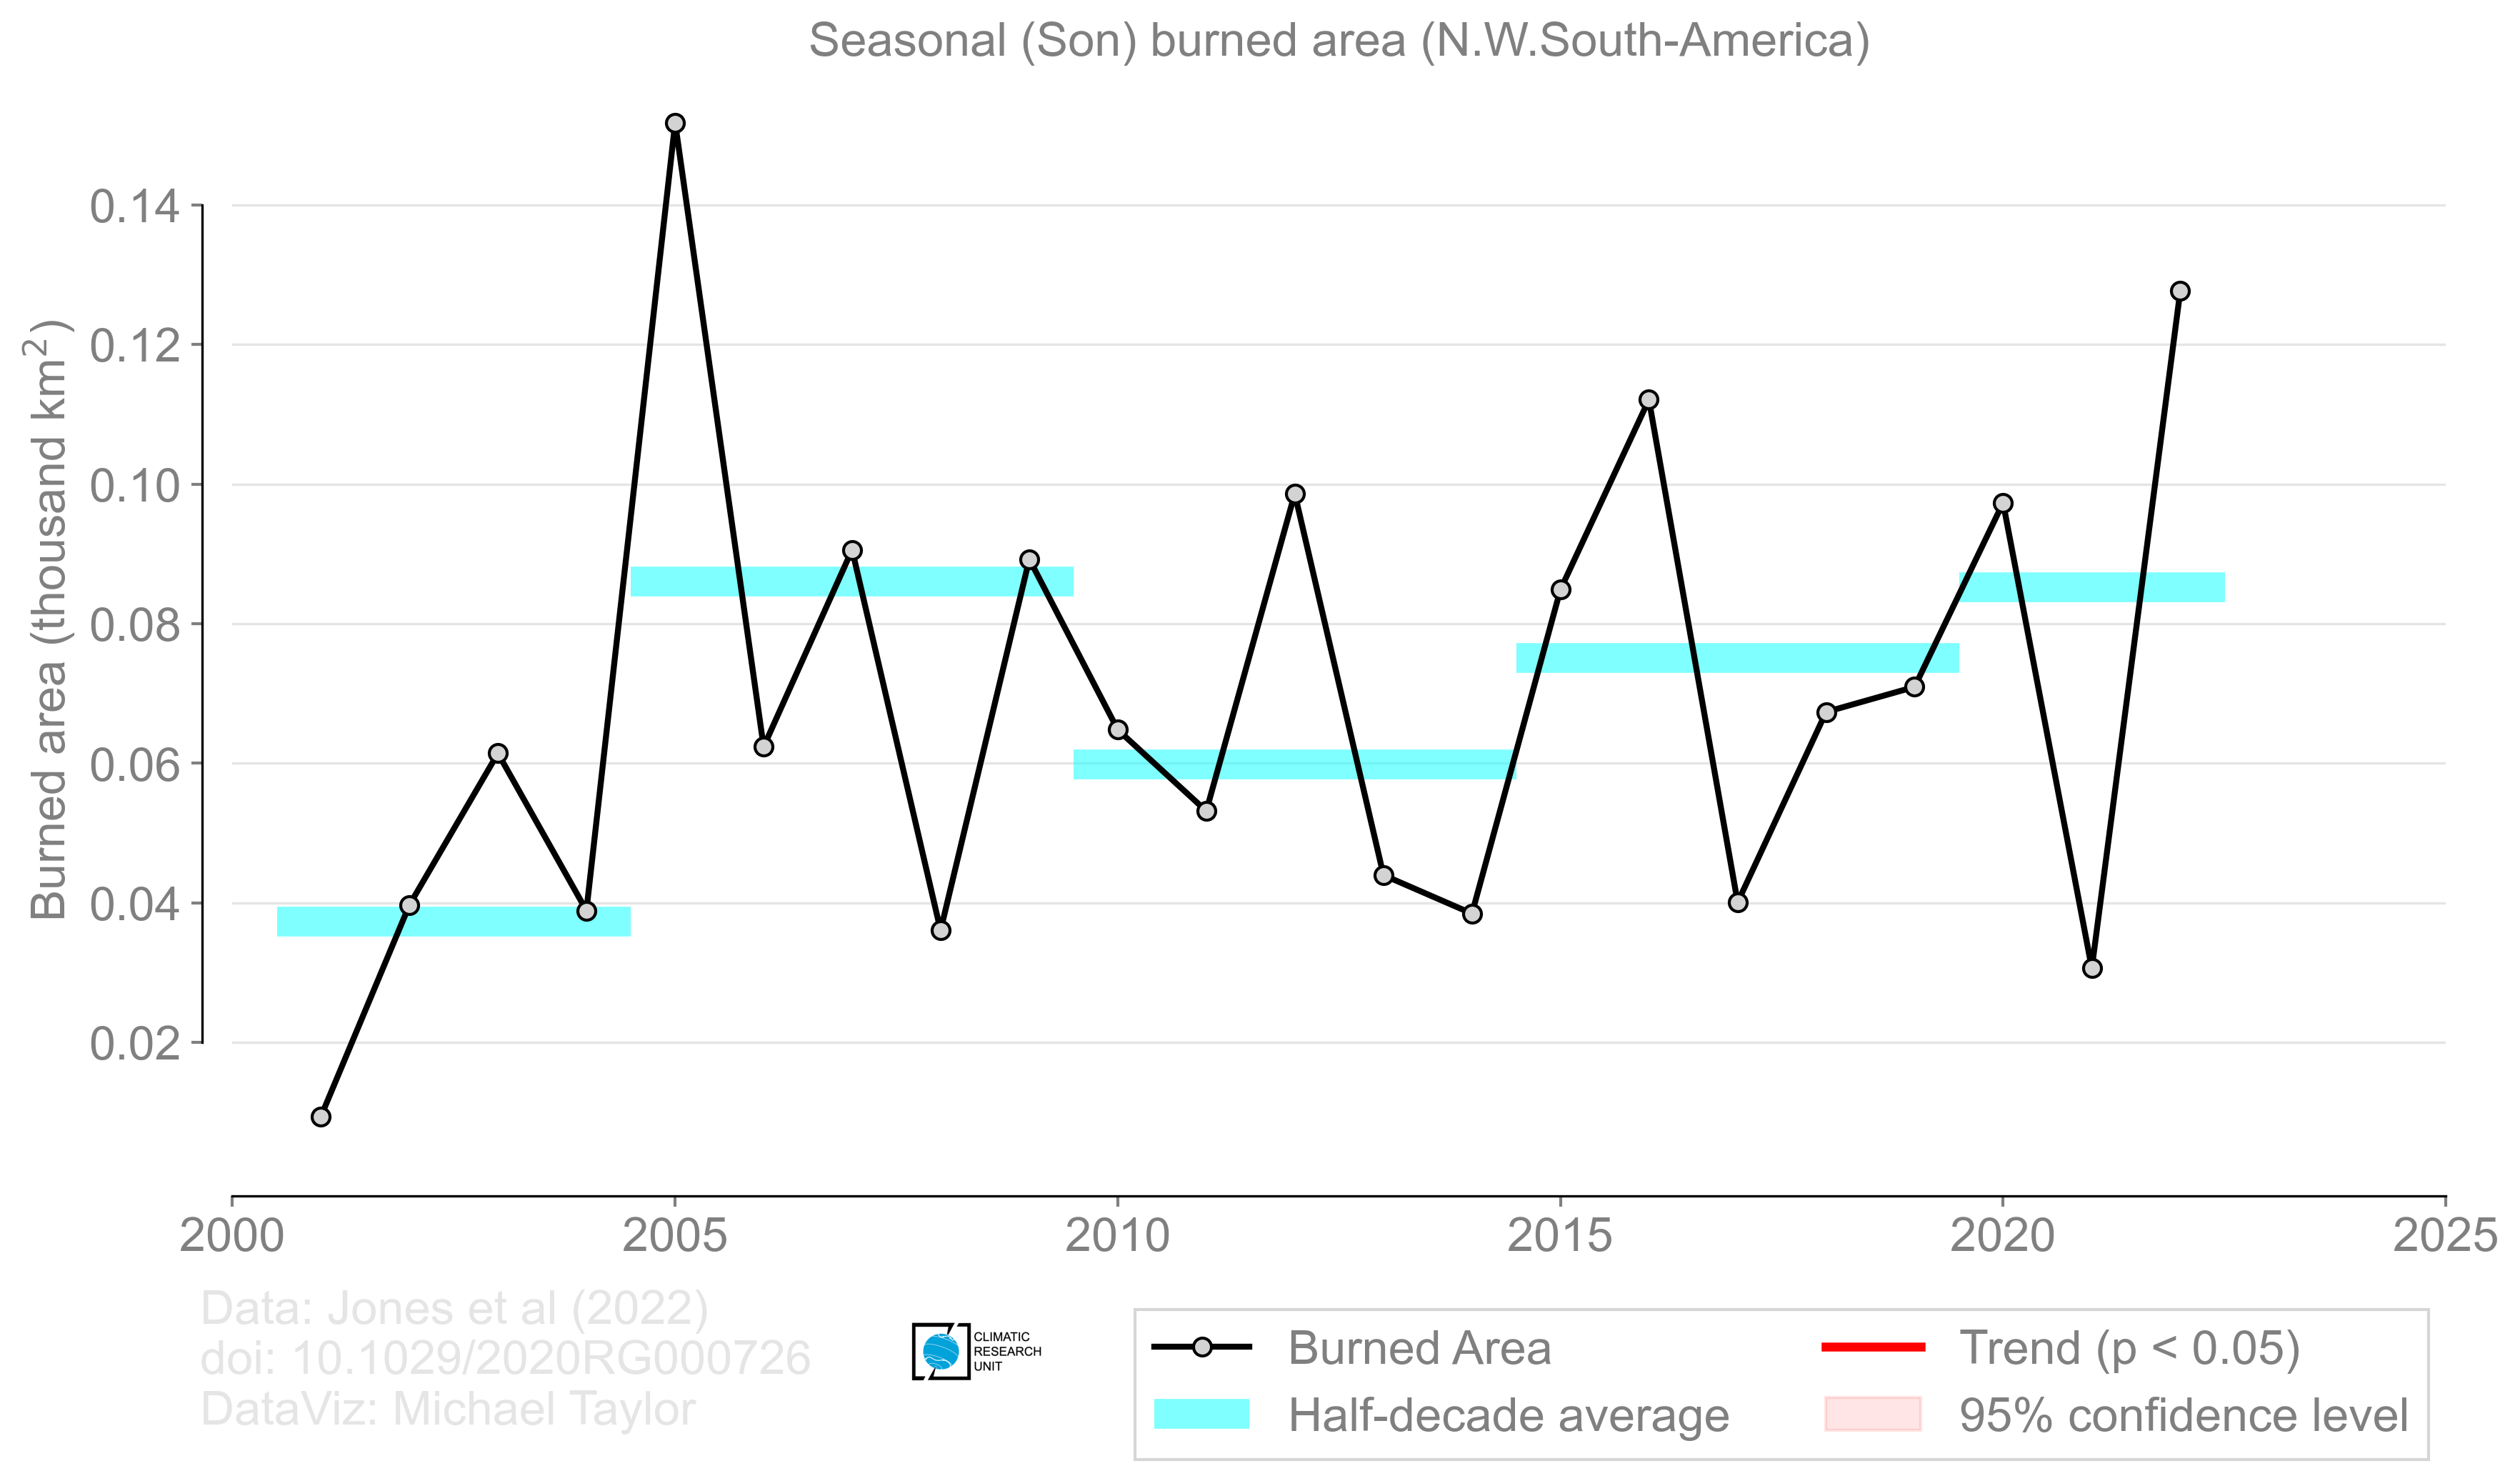 Seasonal (Son) burned area (N.W.South-America)
Burned area (thousand km²)
0.14
0.12
0.10
0.08
0.06
0.04
0.02
2000 2005 2010 2015 2020 2025
Data: Jones et al (2022)
doi: 10.1029/2020RG000726
DataViz: Michael Taylor
CLIMATIC
RESEARCH
UNIT
Burned Area
Half-decade average
Trend (p < 0.05)
95% confidence level